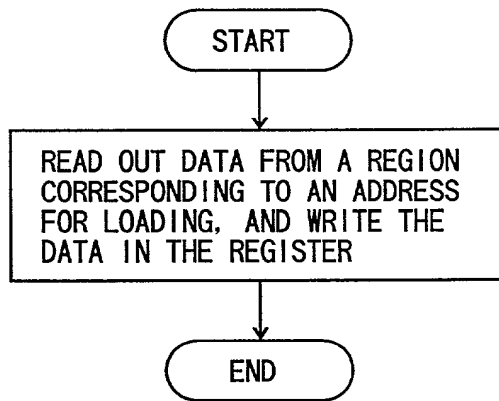 START
READ OUT DATA FROM A REGION
CORRESPONDING TO AN ADDRESS
FOR LOADING, AND WRITE THE
DATA IN THE REGISTER
END